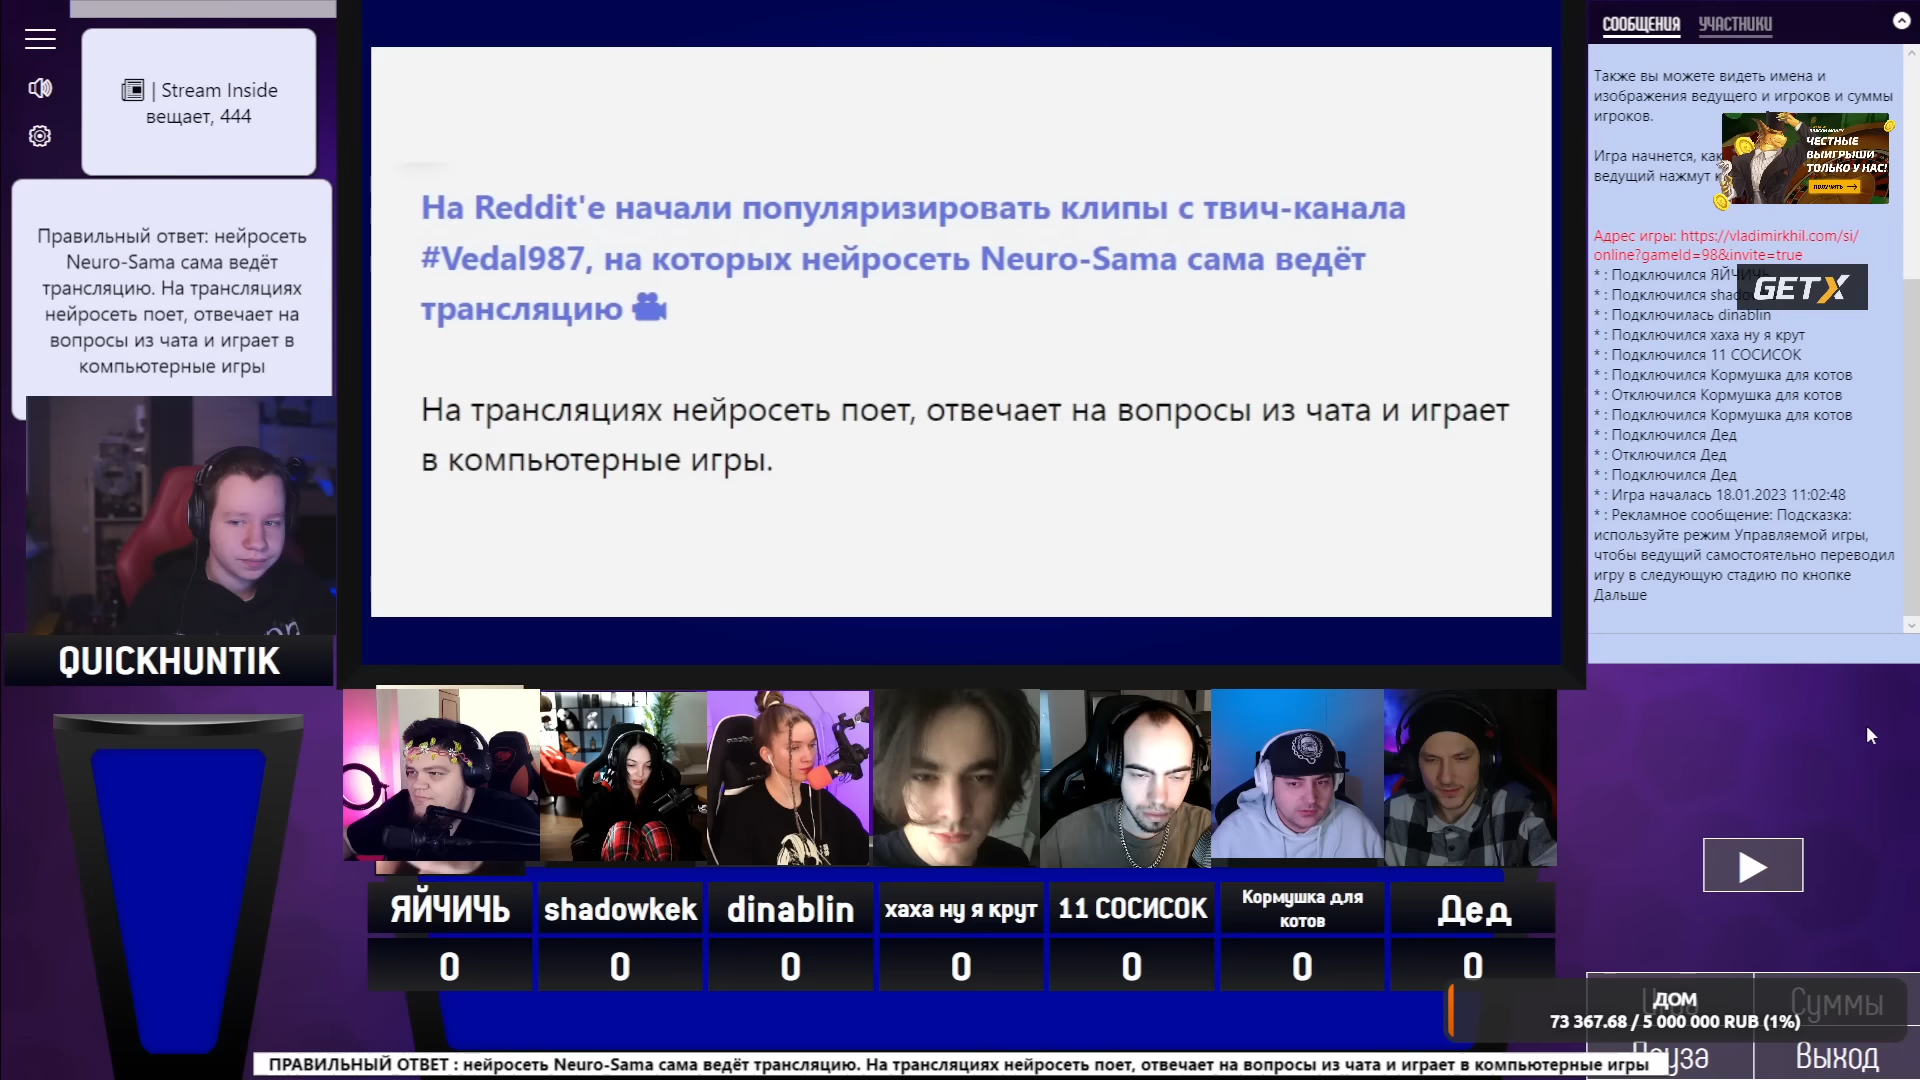 | Stream Inside
вещает, 444
Правильный ответ: нейросеть
Neuro-Sama сама ведёт
трансляцию. На трансляциях
нейросеть поет, отвечает на
вопросы из чата и играет в
компьютерные игры
QUICKHUNTIK
На Reddit'е начали популяризировать клипы с твич-канала
#Vedal987, на которых нейросеть Neuro-Sama сама ведёт
трансляцию
На трансляциях нейросеть поет, отвечает на вопросы из чата и играет
в компьютерные игры.
СООБЩЕНИЯ УЧАСТНИКИ
Также вы можете видеть имена и
изображения ведущего и игроков и суммы
игроков.
Игра начнется, как
ведущий нажмут
ЧЕСТНЫЕ
ВЫИГРЫШИ
ТОЛЬКО У НАС!
ПОЛУЧИТЬ
Адрес игры: https://vladimirkhil.com/si/
online?gameId=98&invite=true
* : Подключился ЯЙЧИЧЬ
GETX
* : Подключился
* : Подключилась dinablin
* : Подключился хаха ну я крут
* : Подключился 11 СОСИСОК
* : Подключился Кормушка для котов
* : Отключился Кормушка для котов
* : Подключился Кормушка для котов
* : Подключился Дед
* : Отключился Дед
* : Подключился Дед
* : Игра началась 18.01.2023 11:02:48
* : Рекламное сообщение: Подсказка:
используйте режим Управляемой игры,
чтобы ведущий самостоятельно переводил
игру в следующую стадию по кнопке
Дальше
ЯЙЧИЧЬ shadowkek dinablin хаха ну я крут 11 СОСИСОК Кормушка для котов Дед
0 0 0 0 0 0 0
ДОМ
Суммы
73 367.68 / 5 000 000 RUB (1%)
Выход
ПРАВИЛЬНЫЙ ОТВЕТ : нейросеть Neuro-Sama сама ведёт трансляцию. На трансляциях нейросеть поет, отвечает на вопросы из чата и играет в компьютерные игры